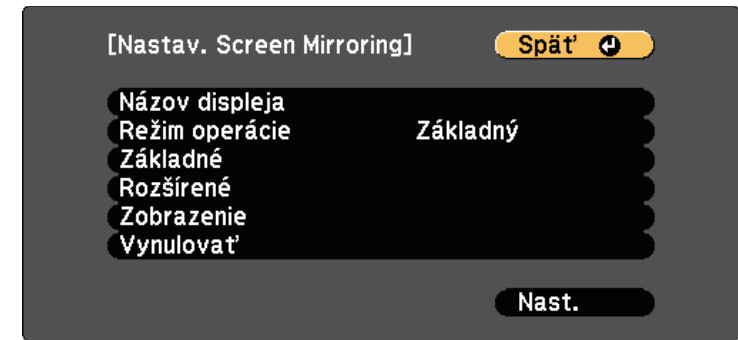 [Nastav. Screen Mirroring] Späť
Názov displeja
Režim operácie Základný
Základné
Rozšírené
Zobrazenie
Vynulovať
Nast.